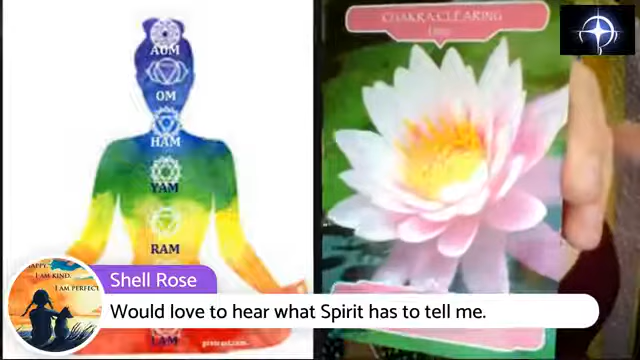 AUM
OM
HAM
YAM
RAM
LAM
CHAKRA CLEARING
I AM KIND.
I AM PERFECT
Shell Rose
Would love to hear what Spirit has to tell me.